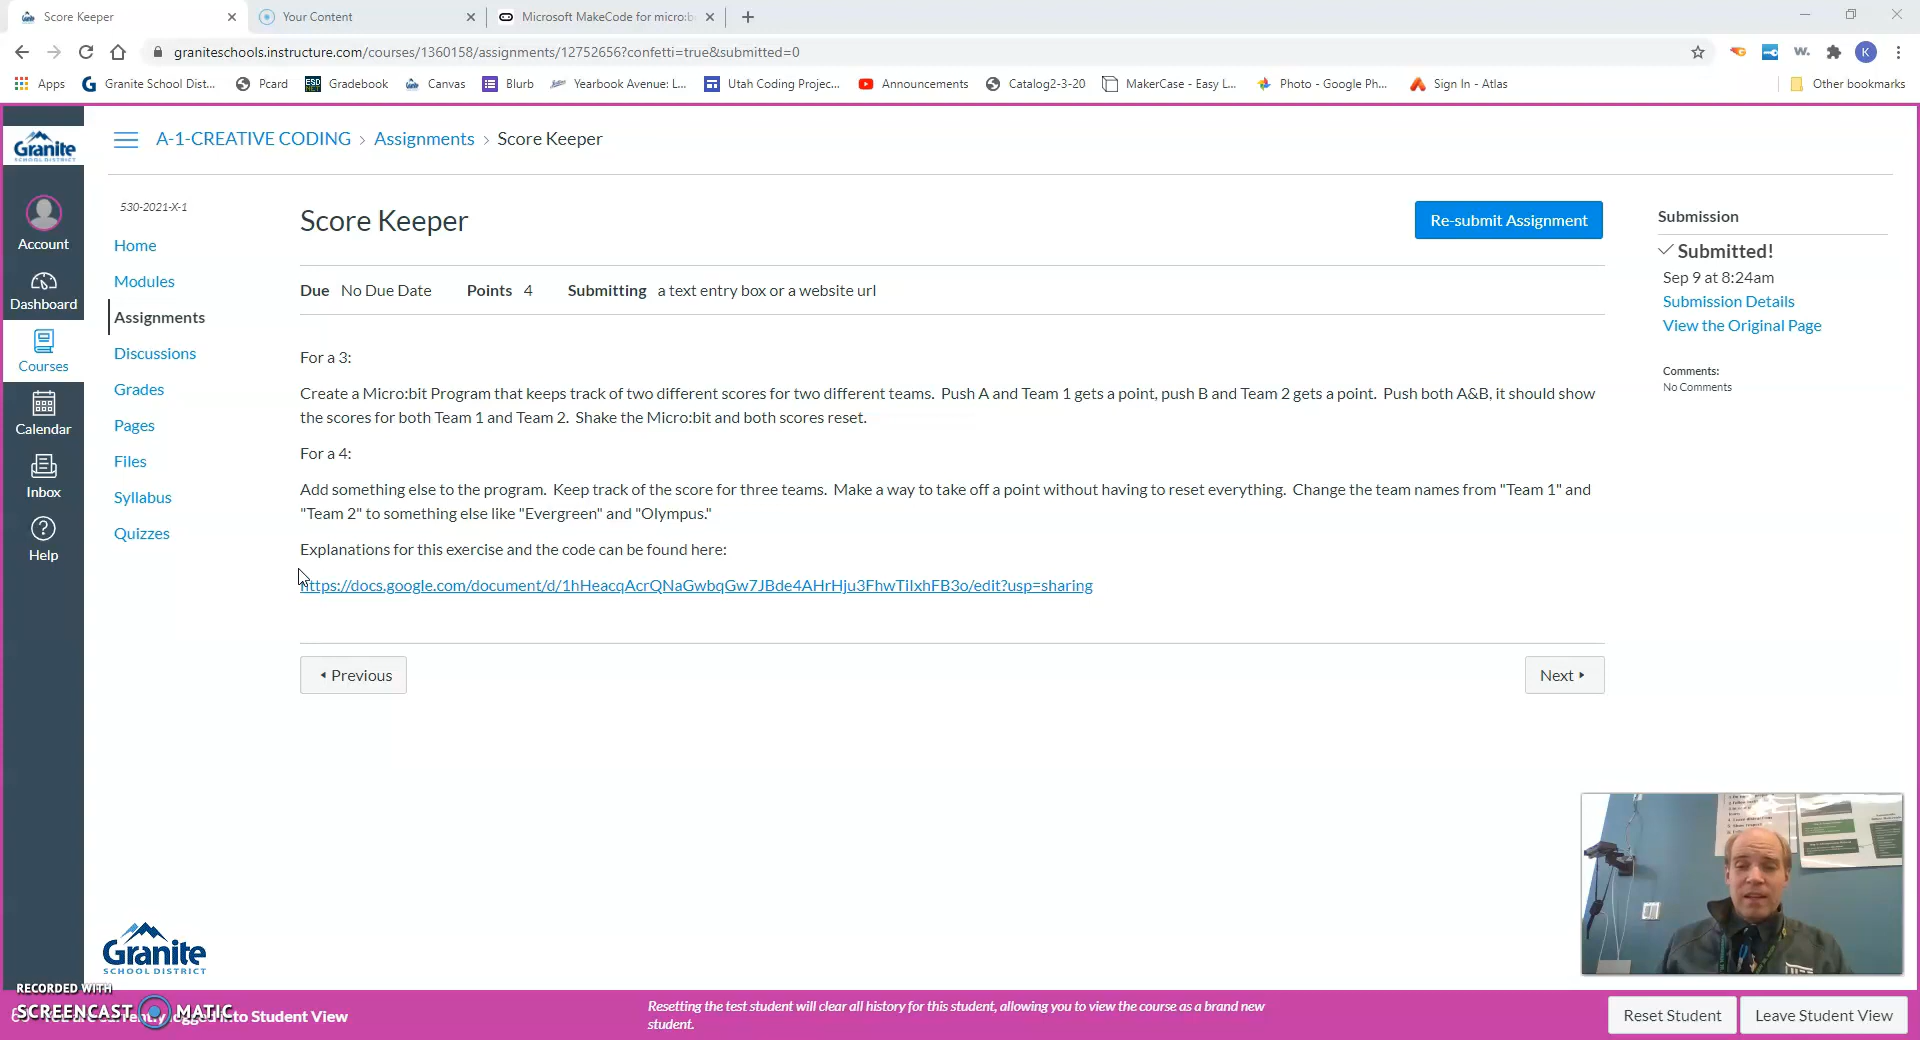 Score Keeper
Your Content
Microsoft MakeCode for micro:b
graniteschools.instructure.com/courses/1360158/assignments/12752656?confetti=true&submitted=0
K
Apps
Granite School Dist...
Pcard
Gradebook
Canvas
Blurb
Yearbook Avenue: L...
Utah Coding Projec...
Announcements
Catalog2-3-20
MakerCase - Easy L...
Photo - Google Ph...
Sign In - Atlas
Other bookmarks
Granite
SCHOOL DISTRICT
A-1-CREATIVE CODING › Assignments › Score Keeper
Account
Dashboard
Courses
Calendar
Inbox
Help
530-2021-X-1
Home
Modules
Assignments
Discussions
Grades
Pages
Files
Syllabus
Quizzes
Score Keeper
Re-submit Assignment
Due No Due Date Points 4 Submitting a text entry box or a website url
For a 3:
Create a Micro:bit Program that keeps track of two different scores for two different teams. Push A and Team 1 gets a point, push B and Team 2 gets a point. Push both A&B, it should show
the scores for both Team 1 and Team 2. Shake the Micro:bit and both scores reset.
For a 4:
Add something else to the program. Keep track of the score for three teams. Make a way to take off a point without having to reset everything. Change the team names from "Team 1" and
"Team 2" to something else like "Evergreen" and "Olympus."
Explanations for this exercise and the code can be found here:
https://docs.google.com/document/d/1hHeacqAcrQNaGwbqGw7JBde4AHrHju3FhwTiIxhFB3o/edit?usp=sharing
Previous
Next
Submission
Submitted!
Sep 9 at 8:24am
Submission Details
View the Original Page
Comments:
No Comments
Granite
SCHOOL DISTRICT
RECORDED WITH
SCREENCAST MATIC
into Student View
Resetting the test student will clear all history for this student, allowing you to view the course as a brand new
student.
Reset Student
Leave Student View